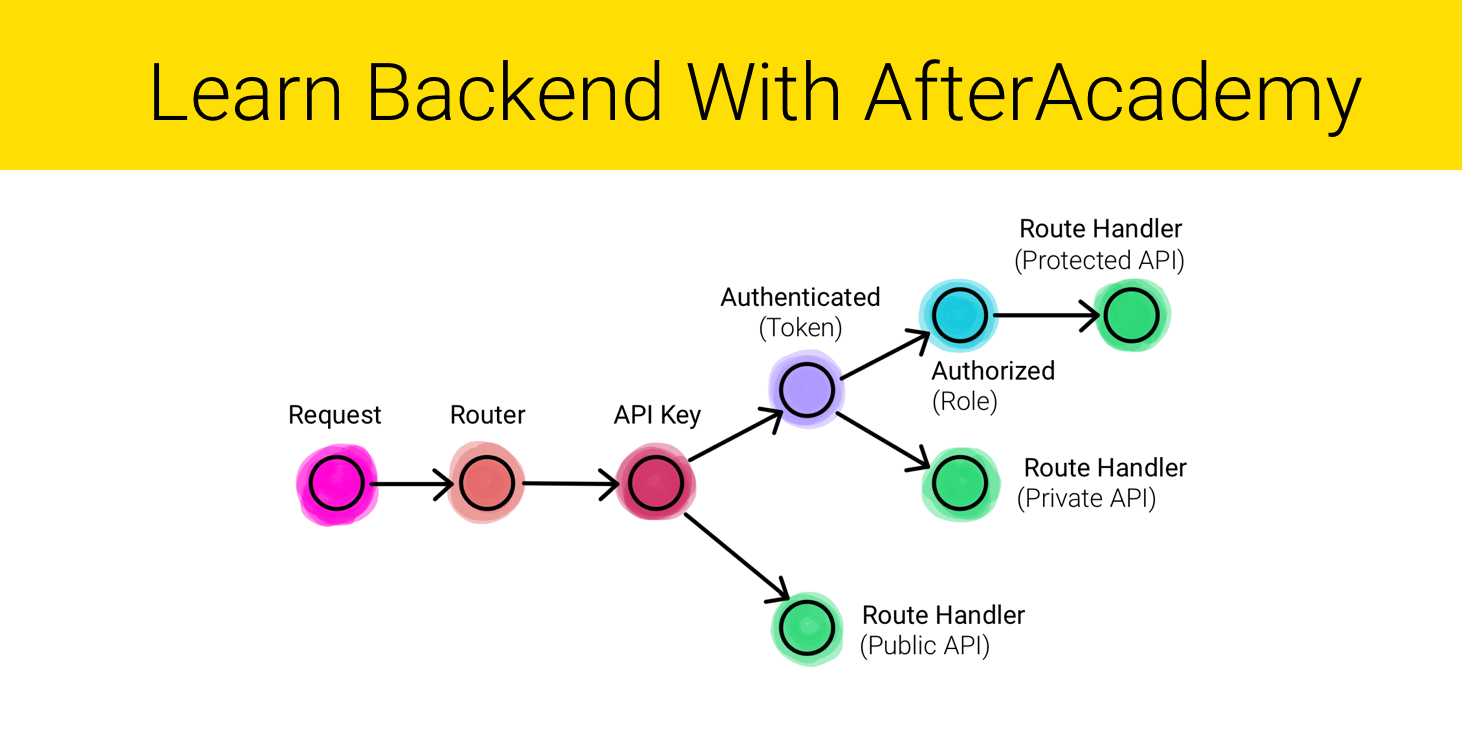 Learn Backend With AfterAcademy
Route Handler
(Protected API)
Authenticated
(Token)
Authorized
(Role)
Request
Router
API Key
Route Handler
(Private API)
Route Handler
(Public API)